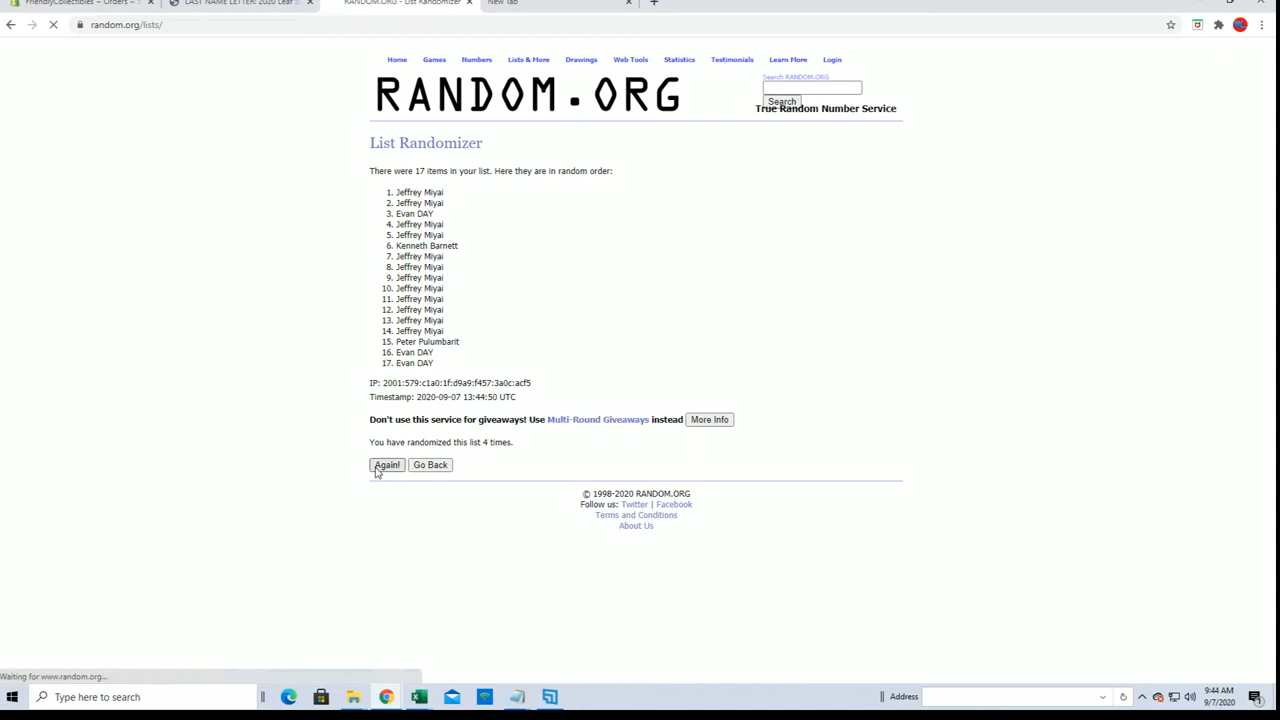 FriendlyCollectibles ~ Orders ~
LAST NAME LETTER: 2020 Leaf
RANDOM.ORG - List Randomizer
New Tab
random.org/lists/
Home Games Numbers Lists & More Drawings Web Tools Statistics Testimonials Learn More Login
RANDOM.ORG
Search RANDOM.ORG
Search
True Random Number Service
List Randomizer
There were 17 items in your list. Here they are in random order:
1. Jeffrey Miyai
2. Jeffrey Miyai
3. Evan DAY
4. Jeffrey Miyai
5. Jeffrey Miyai
6. Kenneth Barnett
7. Jeffrey Miyai
8. Jeffrey Miyai
9. Jeffrey Miyai
10. Jeffrey Miyai
11. Jeffrey Miyai
12. Jeffrey Miyai
13. Jeffrey Miyai
14. Jeffrey Miyai
15. Peter Pulumbarit
16. Evan DAY
17. Evan DAY
IP: 2001:579:c1a0:1f:d9a9:f457:3a0c:acf5
Timestamp: 2020-09-07 13:44:50 UTC
Don't use this service for giveaways! Use Multi-Round Giveaways instead More Info
You have randomized this list 4 times.
Again! Go Back
© 1998-2020 RANDOM.ORG
Follow us: Twitter | Facebook
Terms and Conditions
About Us
Waiting for www.random.org...
Type here to search
Address
9:44 AM
9/7/2020